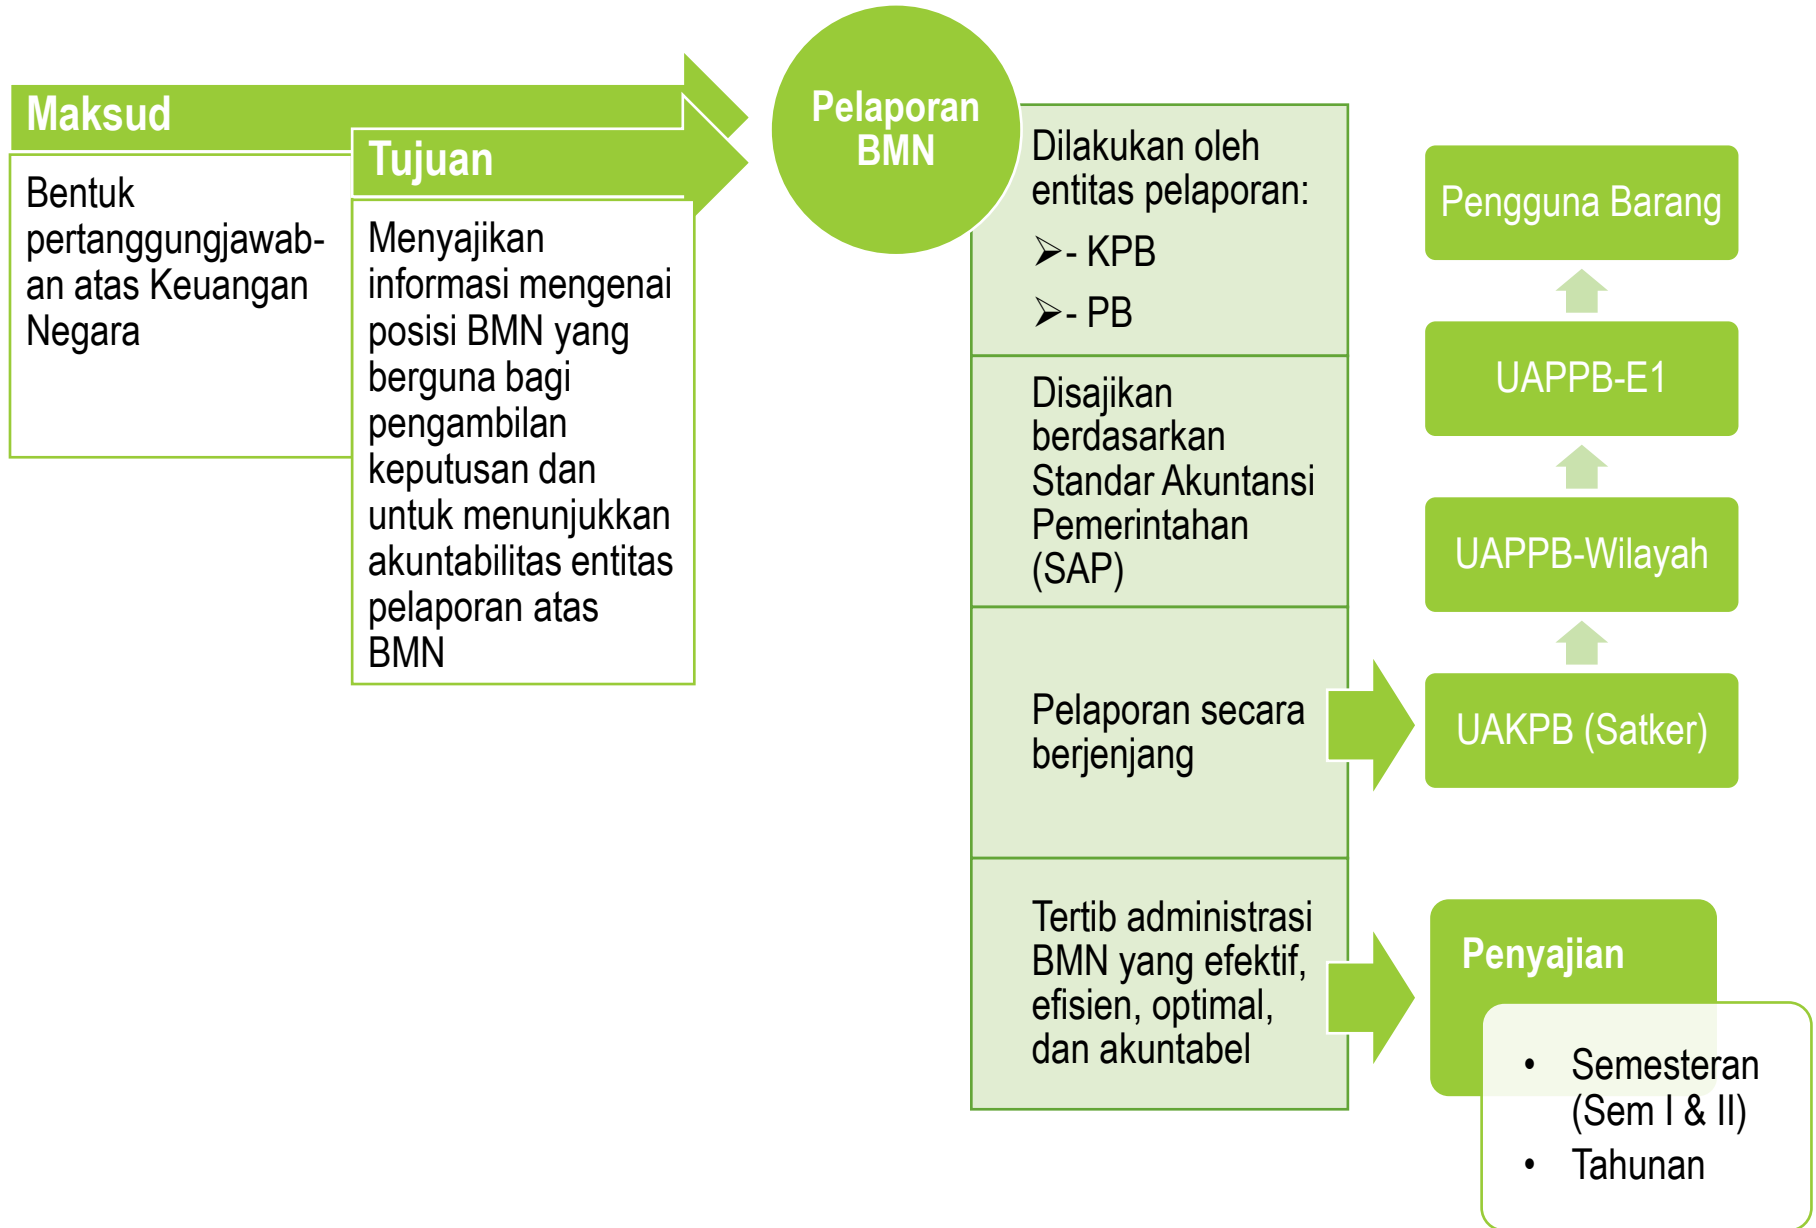 Maksud
Bentuk
pertanggungjawab-
an atas Keuangan
Negara
Tujuan
Menyajikan
informasi mengenai
posisi BMN yang
berguna bagi
pengambilan
keputusan dan
untuk menunjukkan
akuntabilitas entitas
pelaporan atas
BMN
Pelaporan
BMN
Dilakukan oleh
entitas pelaporan:
➢- KPB
➢- PB
Disajikan
berdasarkan
Standar Akuntansi
Pemerintahan
(SAP)
Pelaporan secara
berjenjang
Tertib administrasi
BMN yang efektif,
efisien, optimal,
dan akuntabel
Pengguna Barang
UAPPB-E1
UAPPB-Wilayah
UAKPB (Satker)
Penyajian
• Semesteran
(Sem I & II)
• Tahunan